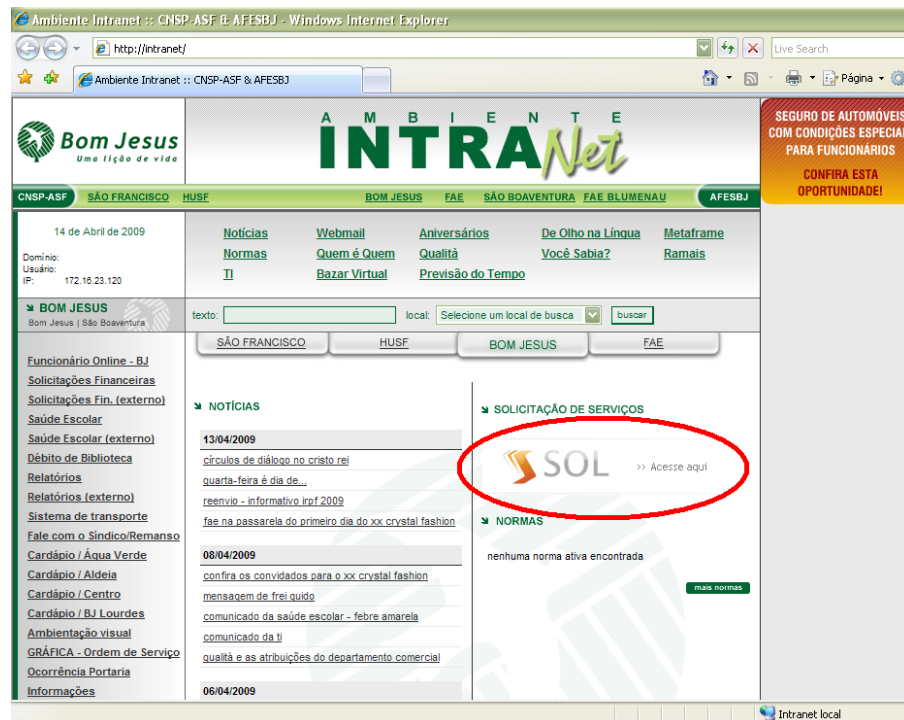 Ambiente Intranet :: CNSP-ASF & AFESBJ - Windows Internet Explorer
http://intranet/
Live Search
Ambiente Intranet :: CNSP-ASF & AFESBJ
Página
Bom Jesus
Uma lição de vida
AMBIENTE
INTRANet
SEGURO DE AUTOMÓVEIS
COM CONDIÇÕES ESPECIAI
PARA FUNCIONÁRIOS
CONFIRA ESTA
OPORTUNIDADE!
CNSP-ASF SÃO FRANCISCO HUSF BOM JESUS FAE SÃO BOAVENTURA FAE BLUMENAU AFESBJ
14 de Abril de 2009
Domínio:
Usuário:
IP: 172.16.23.120
Notícias Webmail Aniversários De Olho na Língua Metaframe
Normas Quem é Quem Qualità Você Sabia? Ramais
TI Bazar Virtual Previsão do Tempo
BOM JESUS
Bom Jesus | São Boaventura
texto: local: Selecione um local de busca buscar
SÃO FRANCISCO HUSF BOM JESUS FAE
Funcionário Online - BJ
Solicitações Financeiras
Solicitações Fin. (externo)
Saúde Escolar
Saúde Escolar (externo)
Débito de Biblioteca
Relatórios
Relatórios (externo)
Sistema de transporte
Fale com o Síndico/Remanso
Cardápio / Água Verde
Cardápio / Aldeia
Cardápio / Centro
Cardápio / BJ Lourdes
Ambientação visual
GRÁFICA - Ordem de Serviço
Ocorrência Portaria
Informações
NOTÍCIAS
13/04/2009
círculos de diálogo no cristo rei
quarta-feira é dia de...
reenvio - informativo irpf 2009
fae na passarela do primeiro dia do xx crystal fashion
08/04/2009
confira os convidados para o xx crystal fashion
mensagem de frei guido
comunicado da saúde escolar - febre amarela
comunicado da ti
qualità e as atribuições do departamento comercial
06/04/2009
SOLICITAÇÃO DE SERVIÇOS
SOL >> Acesse aqui
NORMAS
nenhuma norma ativa encontrada
mais normas
Intranet local